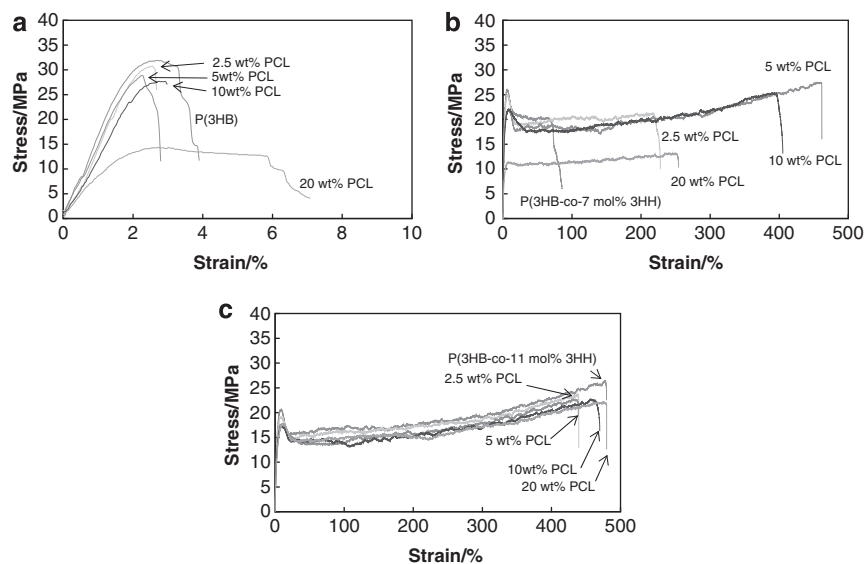 a
Stress/MPa
40
35
30
25
20
15
10
5
0
0 2 4 6 8 10
Strain/%
2.5 wt% PCL
5wt% PCL
10wt% PCL
P(3HB)
20 wt% PCL
b
Stress/MPa
40
35
30
25
20
15
10
5
0
0 100 200 300 400 500
Strain/%
5 wt% PCL
2.5 wt% PCL
10 wt% PCL
20 wt% PCL
P(3HB-co-7 mol% 3HH)
c
Stress/MPa
40
35
30
25
20
15
10
5
0
0 100 200 300 400 500
Strain/%
P(3HB-co-11 mol% 3HH)
2.5 wt% PCL
5 wt% PCL
10wt% PCL
20 wt% PCL